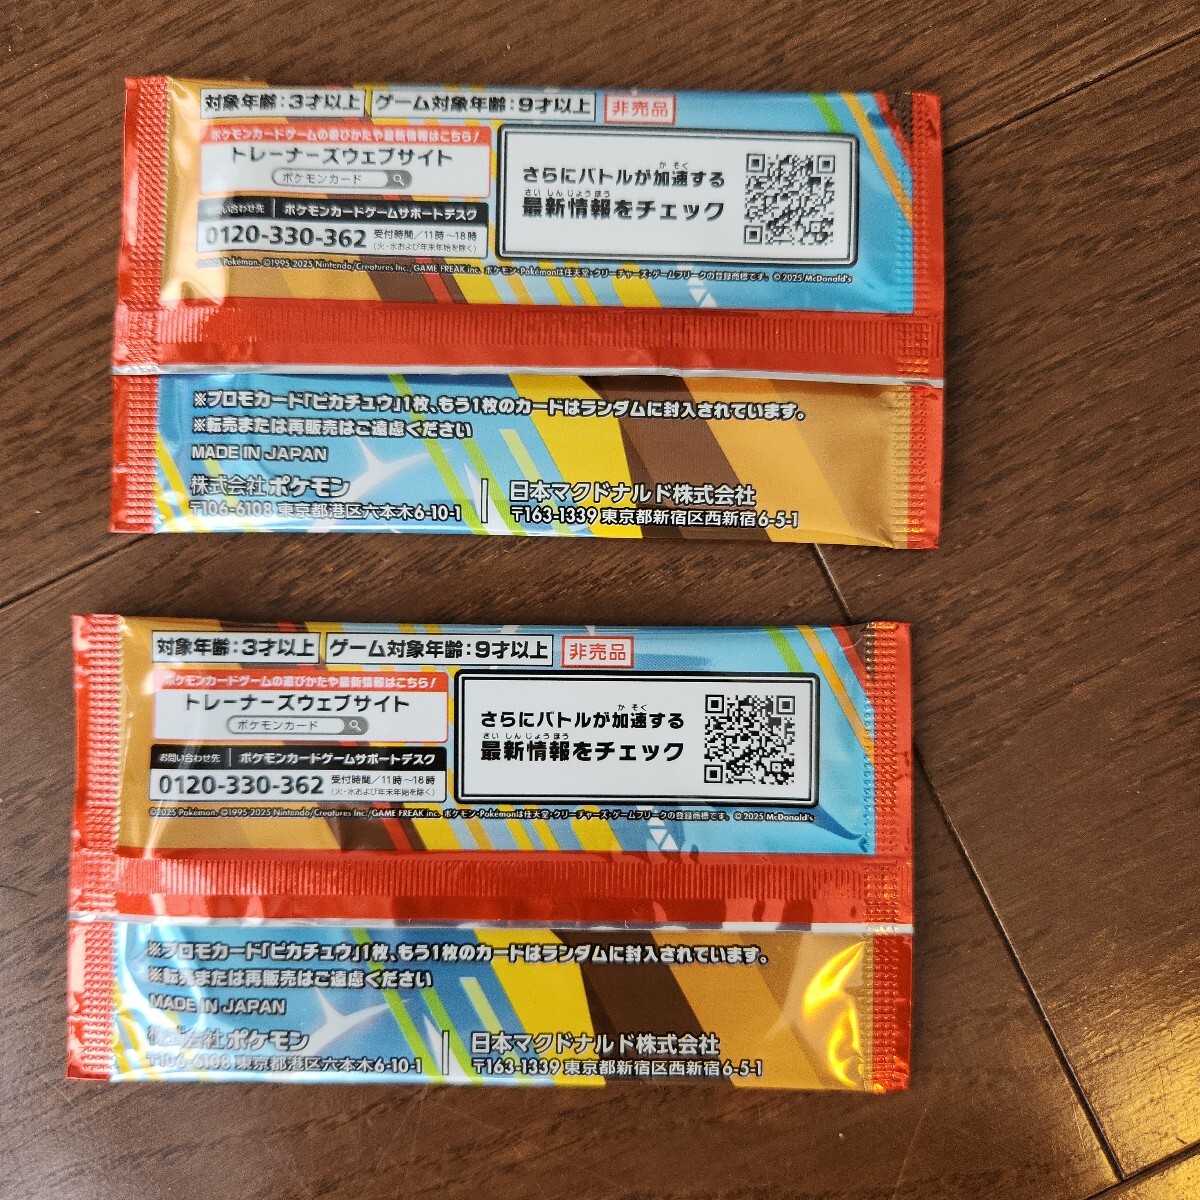 対象年齢:3才以上 ゲーム対象年齢:9才以上 非売品
ポケモンカードゲームの遊びかたや最新情報はこちら!
トレーナーズウェブサイト
ポケモンカード
お問い合わせ先 ポケモンカードゲームサポートデスク
0120-330-362 受付時間/11時～18時
(火・水および年末年始を除く)
かそく
さらにバトルが加速する
さいしんじょうほう
最新情報をチェック
©2025 Pokémon. ©1995-2025 Nintendo/Creatures Inc./GAME FREAK inc. ポケモン・Pokémonは任天堂・クリーチャーズ・ゲームフリークの登録商標です。 ©2025 McDonald's
※プロモカード「ピカチュウ」1枚、もう1枚のカードはランダムに封入されています。
※転売または再販売はご遠慮ください
MADE IN JAPAN
株式会社ポケモン
〒106-6108 東京都港区六本木6-10-1
日本マクドナルド株式会社
〒163-1339 東京都新宿区西新宿6-5-1
対象年齢:3才以上 ゲーム対象年齢:9才以上 非売品
ポケモンカードゲームの遊びかたや最新情報はこちら!
トレーナーズウェブサイト
ポケモンカード
お問い合わせ先 ポケモンカードゲームサポートデスク
0120-330-362 受付時間/11時～18時
(火・水および年末年始を除く)
かそく
さらにバトルが加速する
さいしんじょうほう
最新情報をチェック
©2025 Pokémon. ©1995-2025 Nintendo/Creatures Inc./GAME FREAK inc. ポケモン・Pokémonは任天堂・クリーチャーズ・ゲームフリークの登録商標です。 ©2025 McDonald's
※プロモカード「ピカチュウ」1枚、もう1枚のカードはランダムに封入されています。
※転売または再販売はご遠慮ください
MADE IN JAPAN
株式会社ポケモン
〒106-6108 東京都港区六本木6-10-1
日本マクドナルド株式会社
〒163-1339 東京都新宿区西新宿6-5-1